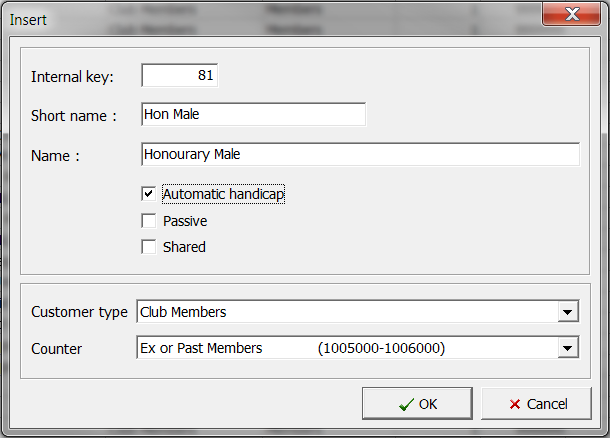 Insert
Internal key: 81
Short name : Hon Male
Name : Honourary Male
Automatic handicap
Passive
Shared
Customer type Club Members
Counter Ex or Past Members (1005000-1006000)
OK Cancel